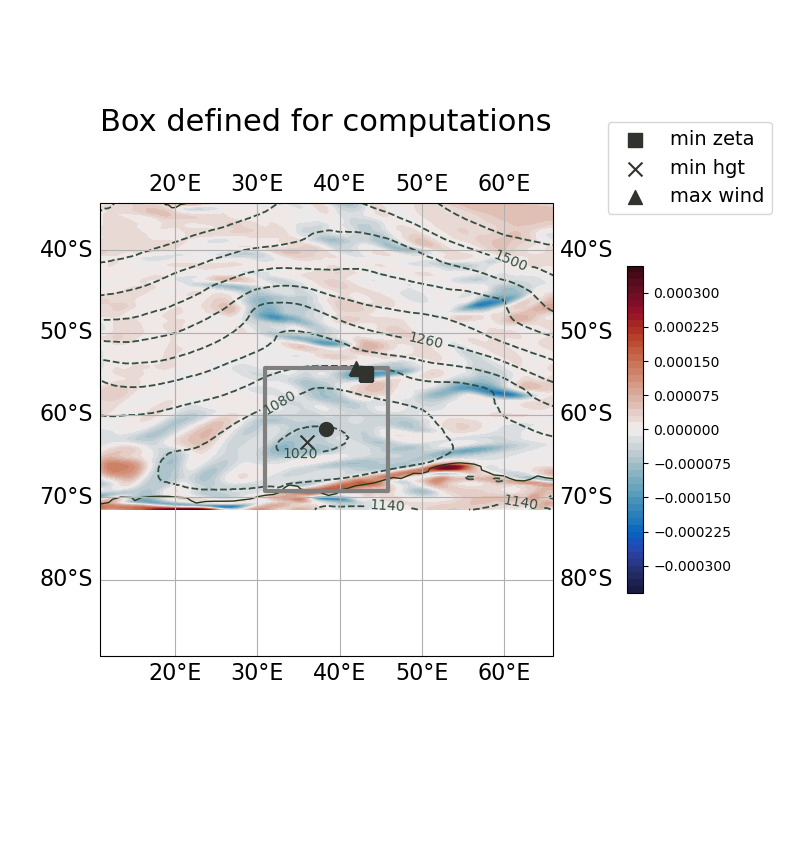 Box defined for computations
min zeta
min hgt
max wind
20°E 30°E 40°E 50°E 60°E
40°S 40°S
1500
50°S 50°S
1260
60°S 60°S
1080
1020
70°S 70°S
1140 1140
80°S 80°S
20°E 30°E 40°E 50°E 60°E
0.000300
0.000225
0.000150
0.000075
0.000000
−0.000075
−0.000150
−0.000225
−0.000300